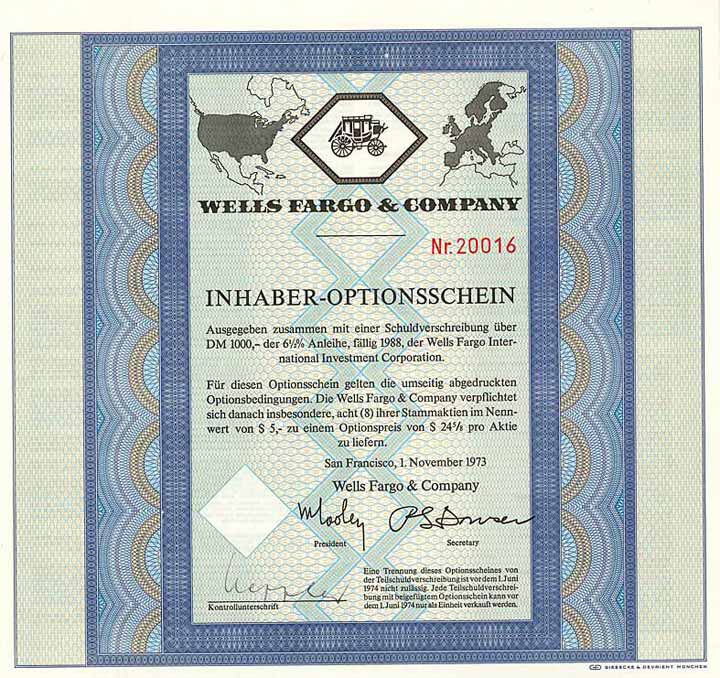 WELLS FARGO & COMPANY
Nr. 20016
INHABER-OPTIONSSCHEIN
Ausgegeben zusammen mit einer Schuldverschreibung über
DM 1000,- der 6½% Anleihe, fällig 1988, der Wells Fargo Inter-
national Investment Corporation.
Für diesen Optionsschein gelten die umseitig abgedruckten
Optionsbedingungen. Die Wells Fargo & Company verpflichtet
sich danach insbesondere, acht (8) ihrer Stammaktien im Nenn-
wert von $ 5,- zu einem Optionspreis von $ 24⅝ pro Aktie
zu liefern.
San Francisco, 1. November 1973
Wells Fargo & Company
President Secretary
Kontrollunterschrift
Eine Trennung dieses Optionsscheines von
der Teilschuldverschreibung ist vor dem 1. Juni
1974 nicht zulässig. Jede Teilschuldverschrei-
bung mit beigefügtem Optionsschein kann vor
dem 1. Juni 1974 nur als Einheit verkauft werden.
GIESECKE & DEVRIENT MÜNCHEN